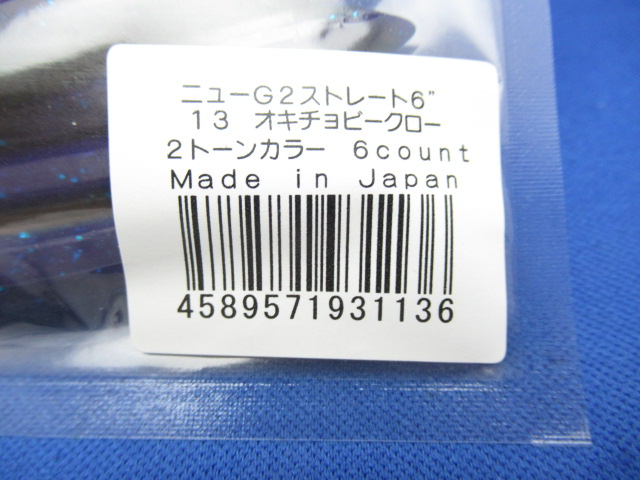 ニューG2ストレート6"
13 オキチョビークロー
2トーンカラー 6count
Made in Japan
4589571931136